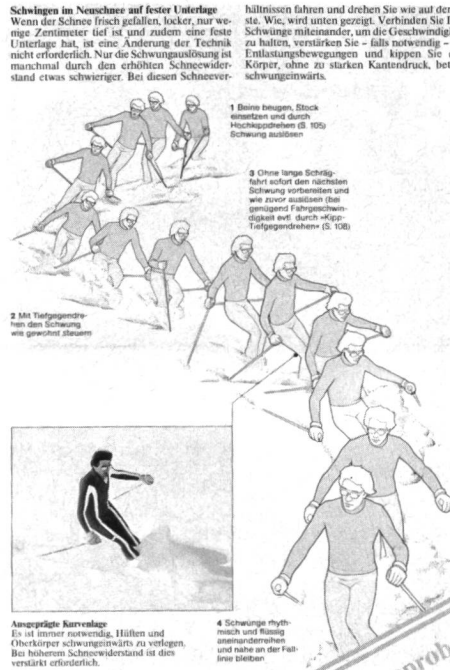 Schwingen im Neuschnee auf fester Unterlage
Wenn der Schnee frisch gefallen, locker, nur we-
nige Zentimeter tief ist und zudem eine feste
Unterlage hat, ist eine Änderung der Technik
nicht erforderlich. Nur die Schwungauslösung ist
manchmal durch den erhöhten Schneewider-
stand etwas schwieriger. Bei diesen Schneever-
hältnissen fahren und drehen Sie wie auf der
ste. Wie, wird unten gezeigt. Verbinden Sie
Schwünge miteinander, um die Geschwindig
zu halten, verstärken Sie – falls notwendig –
Entlastungsbewegungen und kippen Sie
Körper, ohne zu starken Kantendruck, bet
schwungeinwärts.
1 Beine beugen, Stock
einsetzen und durch
Hochkippdrehen (S. 105)
Schwung auslösen
3 Ohne lange Schräg-
fahrt sofort den nächsten
Schwung vorbereiten und
wie zuvor auslösen (bei
genügend Fahrgeschwin-
digkeit evtl. durch »Kipp-
Tiefgegendrehen« (S. 108)
2 Mit Tiefgegendre-
hen den Schwung
wie gewohnt steuern
Ausgeprägte Kurvenlage
Es ist immer notwendig, Hüften und
Oberkörper schwungeinwärts zu verlegen.
Bei höherem Schneewiderstand ist dies
verstärkt erforderlich.
4 Schwünge rhyth-
misch und flüssig
aneinanderreihen
und nahe an der Fall-
linie bleiben
prob